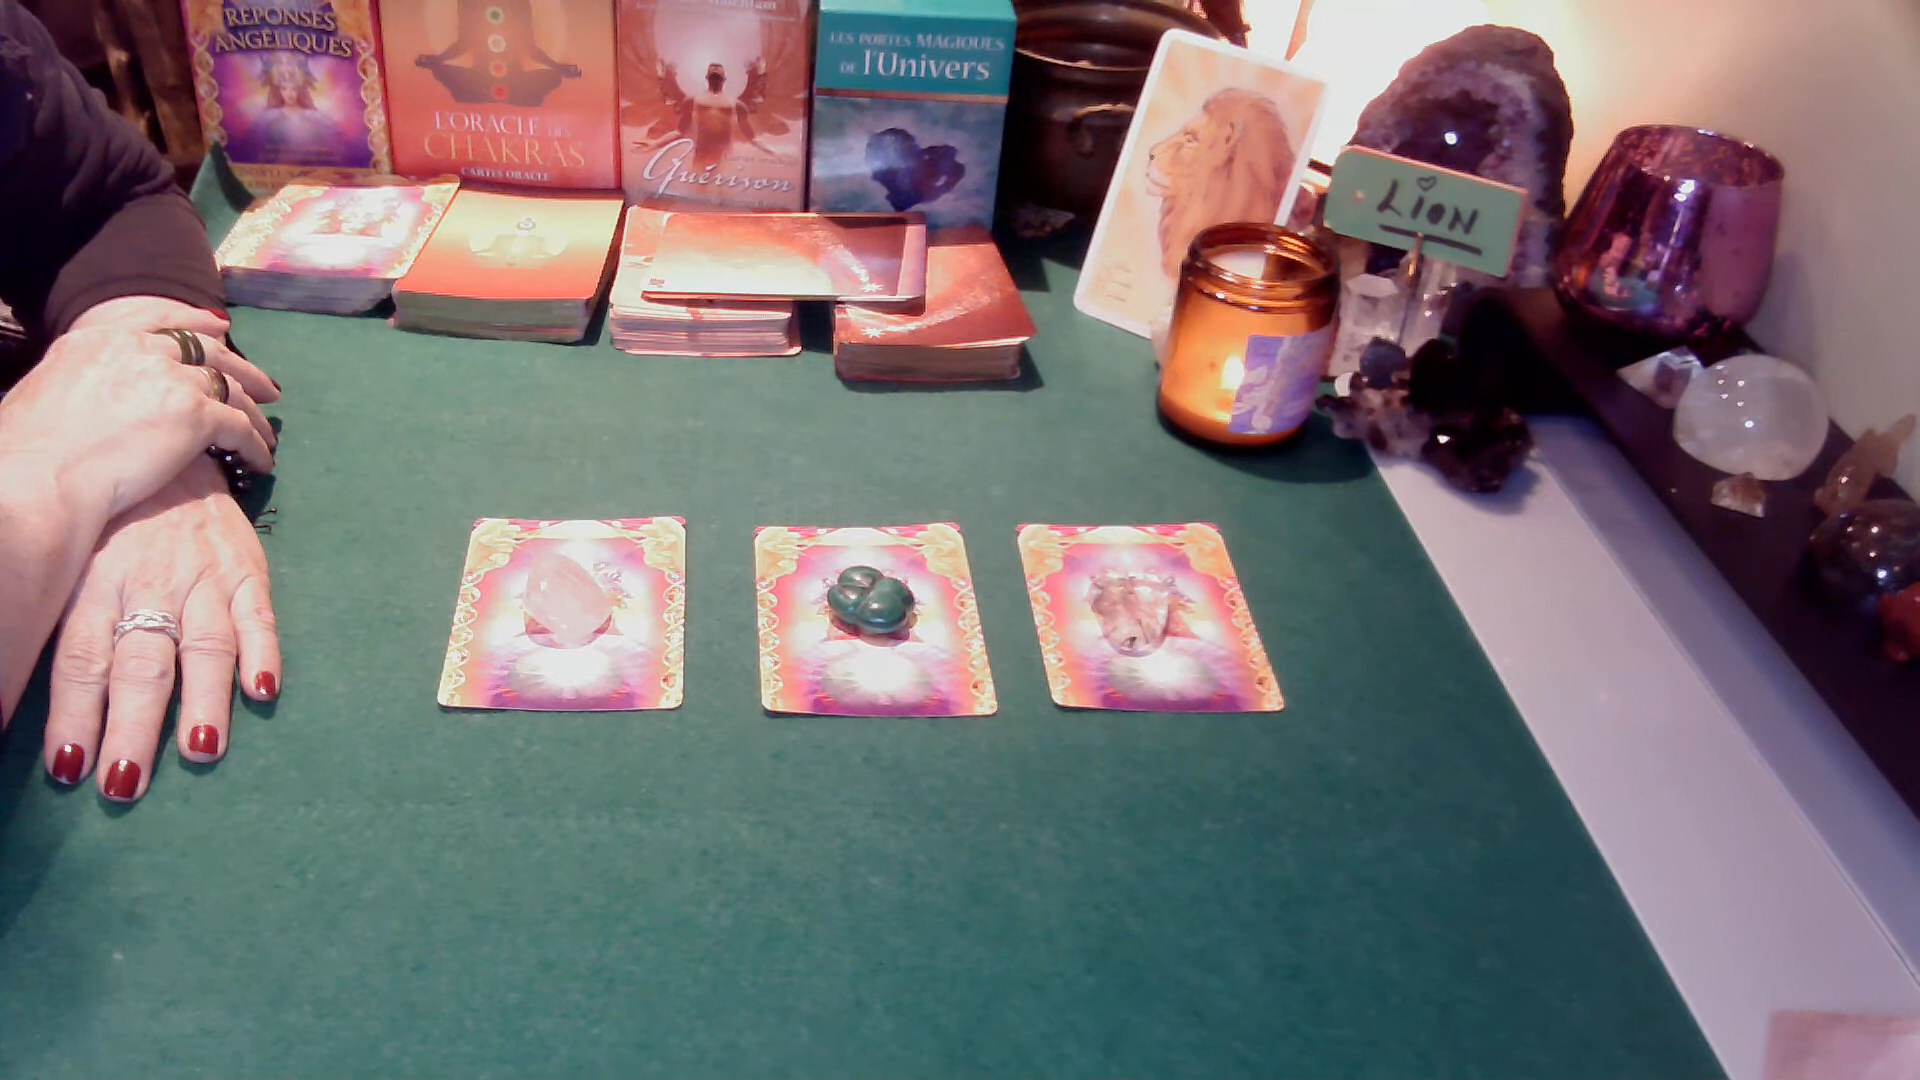 RÉPONSES
ANGÉLIQUES
L'ORACLE DES
CHAKRAS
CARTES ORACLE
Guérison
LES PORTES MAGIQUES
DE l'Univers
LION